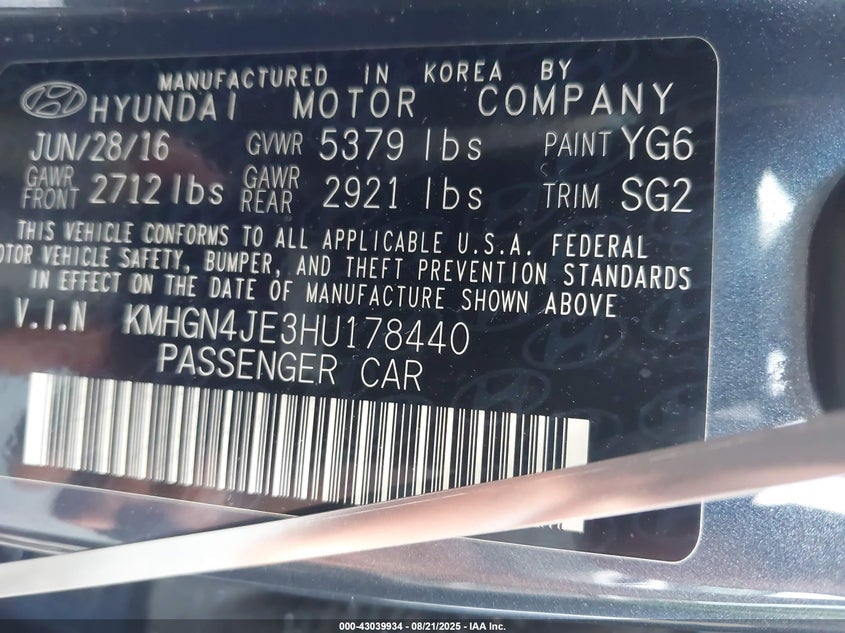 MANUFACTURED IN KOREA BY
HYUNDAI MOTOR COMPANY
JUN/28/16 GVWR 5379 lbs PAINT YG6
GAWR FRONT 2712 lbs GAWR REAR 2921 lbs TRIM SG2
THIS VEHICLE CONFORMS TO ALL APPLICABLE U.S.A. FEDERAL
MOTOR VEHICLE SAFETY, BUMPER, AND THEFT PREVENTION STANDARDS
IN EFFECT ON THE DATE OF MANUFACTURE SHOWN ABOVE
V.I.N KMHGN4JE3HU178440
PASSENGER CAR
000-43039934 - 08/21/2025 - IAA Inc.